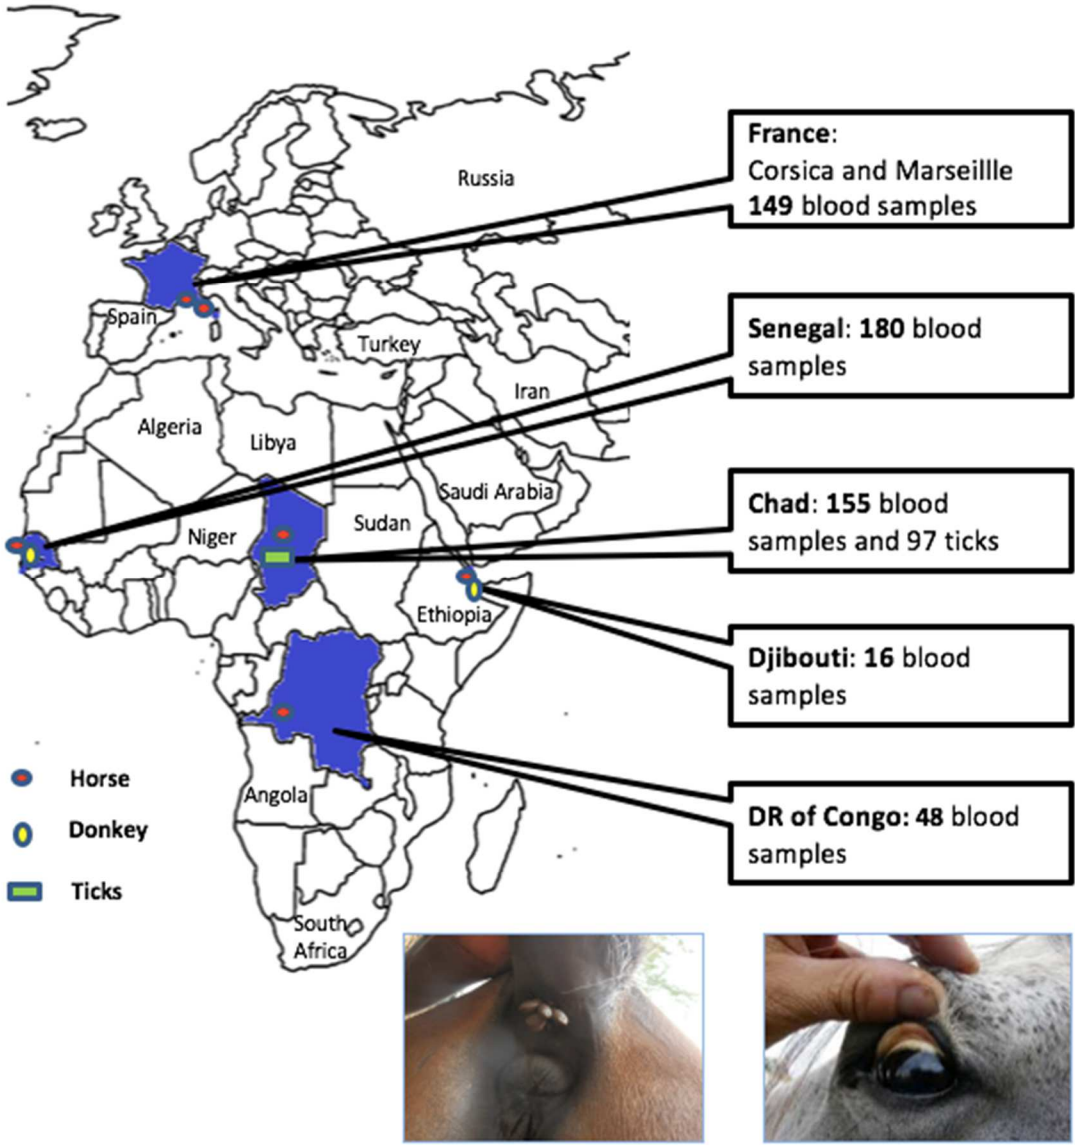 France:
Corsica and Marseillle
149 blood samples
Russia
Spain
Turkey
Senegal: 180 blood
samples
Iran
Algeria
Libya
Saudi Arabia
Chad: 155 blood
samples and 97 ticks
Niger
Sudan
Ethiopia
Djibouti: 16 blood
samples
Horse
Angola
DR of Congo: 48 blood
samples
Donkey
Ticks
South
Africa